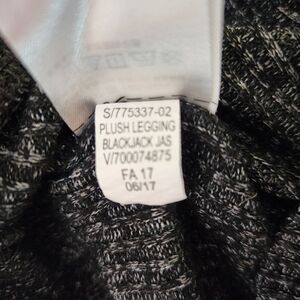 S/775337-02
PLUSH LEGGING
BLACKJACK JAS
V/700074875
FA 17
06/17